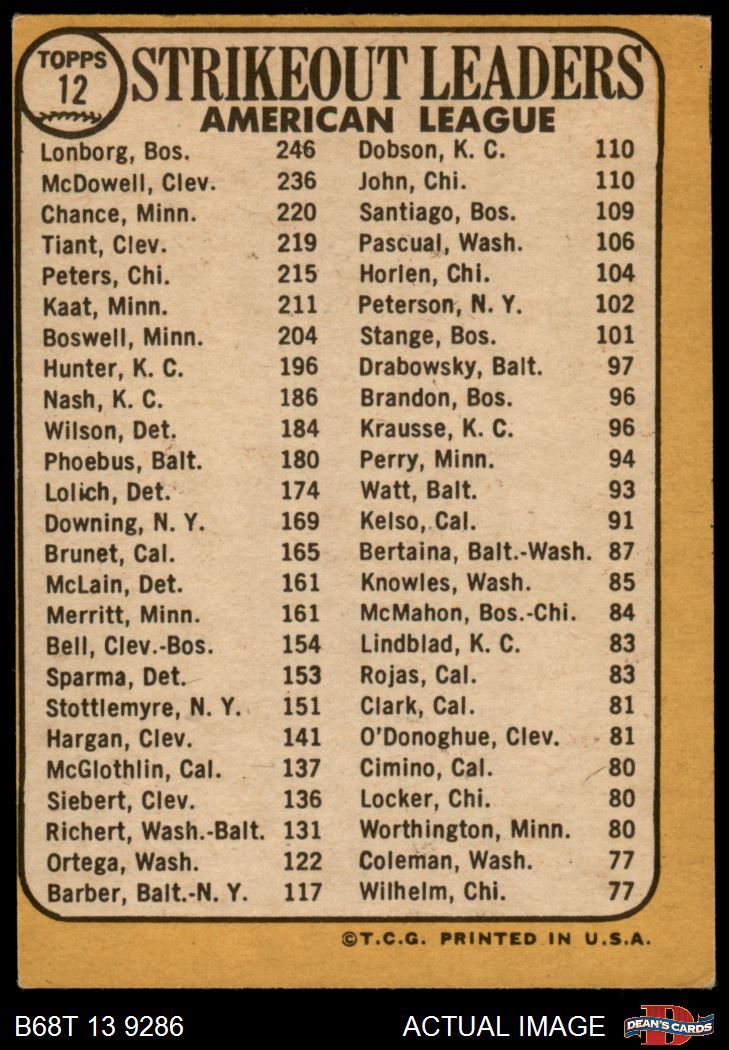 TOPPS
12
STRIKEOUT LEADERS
AMERICAN LEAGUE
Lonborg, Bos. 246
McDowell, Clev. 236
Chance, Minn. 220
Tiant, Clev. 219
Peters, Chi. 215
Kaat, Minn. 211
Boswell, Minn. 204
Hunter, K. C. 196
Nash, K. C. 186
Wilson, Det. 184
Phoebus, Balt. 180
Lolich, Det. 174
Downing, N. Y. 169
Brunet, Cal. 165
McLain, Det. 161
Merritt, Minn. 161
Bell, Clev.-Bos. 154
Sparma, Det. 153
Stottlemyre, N. Y. 151
Hargan, Clev. 141
McGlothlin, Cal. 137
Siebert, Clev. 136
Richert, Wash.-Balt. 131
Ortega, Wash. 122
Barber, Balt.-N. Y. 117
Dobson, K. C. 110
John, Chi. 110
Santiago, Bos. 109
Pascual, Wash. 106
Horlen, Chi. 104
Peterson, N. Y. 102
Stange, Bos. 101
Drabowsky, Balt. 97
Brandon, Bos. 96
Krausse, K. C. 96
Perry, Minn. 94
Watt, Balt. 93
Kelso, Cal. 91
Bertaina, Balt.-Wash. 87
Knowles, Wash. 85
McMahon, Bos.-Chi. 84
Lindblad, K. C. 83
Rojas, Cal. 83
Clark, Cal. 81
O'Donoghue, Clev. 81
Cimino, Cal. 80
Locker, Chi. 80
Worthington, Minn. 80
Coleman, Wash. 77
Wilhelm, Chi. 77
©T.C.G. PRINTED IN U.S.A.
B68T 13 9286
ACTUAL IMAGE
D
DEAN'S CARDS